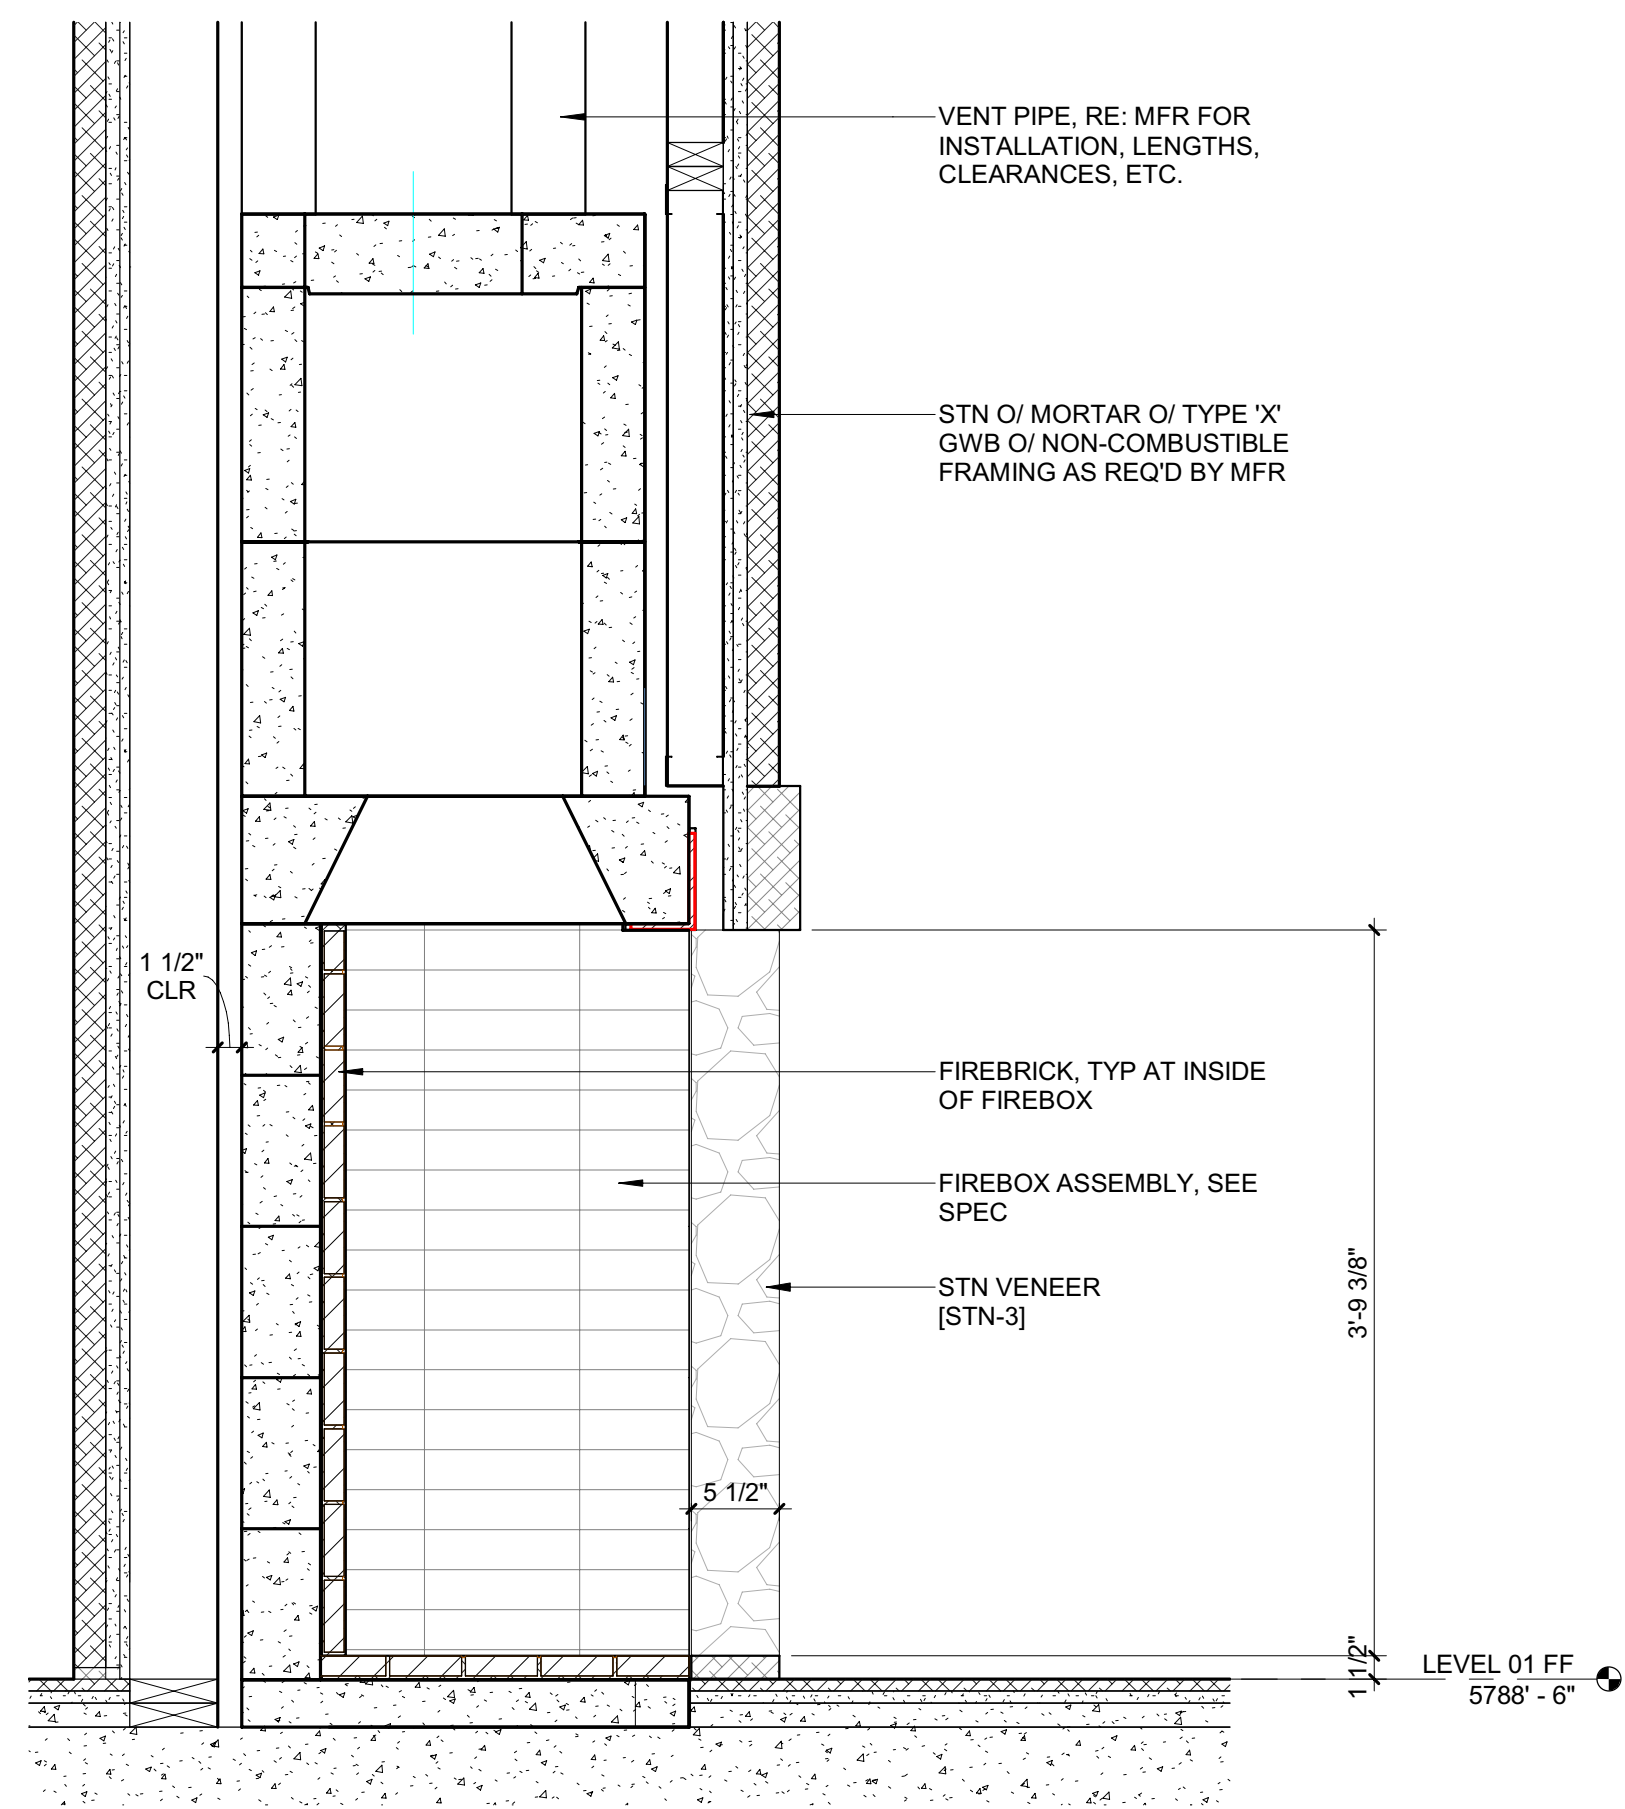 VENT PIPE, RE: MFR FOR
INSTALLATION, LENGTHS,
CLEARANCES, ETC.
STN O/ MORTAR O/ TYPE 'X'
GWB O/ NON-COMBUSTIBLE
FRAMING AS REQ'D BY MFR
1 1/2"
CLR
FIREBRICK, TYP AT INSIDE
OF FIREBOX
FIREBOX ASSEMBLY, SEE
SPEC
STN VENEER
[STN-3]
3'-9 3/8"
5 1/2"
1 1/2"
LEVEL 01 FF
5788' - 6"